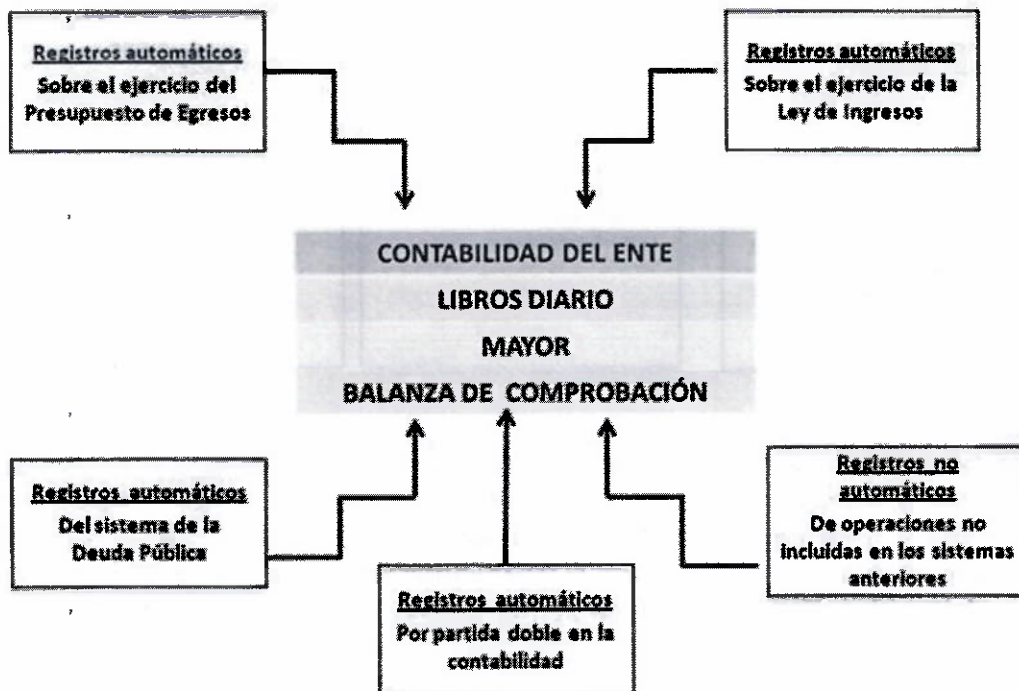 Registros automáticos
Sobre el ejercicio del
Presupuesto de Egresos
Registros automáticos
Sobre el ejercicio de la
Ley de Ingresos
CONTABILIDAD DEL ENTE
LIBROS DIARIO
MAYOR
BALANZA DE COMPROBACIÓN
Registros automáticos
Del sistema de la
Deuda Pública
Registros automáticos
Por partida doble en la
contabilidad
Registros no
automáticos
De operaciones no
incluidas en los sistemas
anteriores